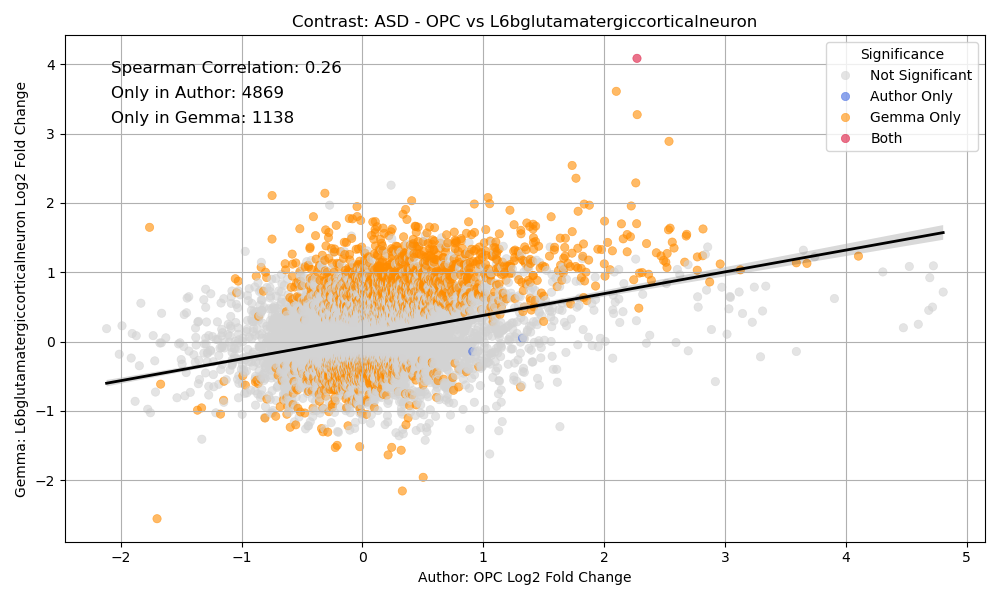 Contrast: ASD - OPC vs L6bglutamatergiccorticalneuron
Spearman Correlation: 0.26
Only in Author: 4869
Only in Gemma: 1138
Significance
Not Significant
Author Only
Gemma Only
Both
Gemma: L6bglutamatergiccorticalneuron Log2 Fold Change
4
3
2
1
0
−1
−2
−2 −1 0 1 2 3 4 5
Author: OPC Log2 Fold Change